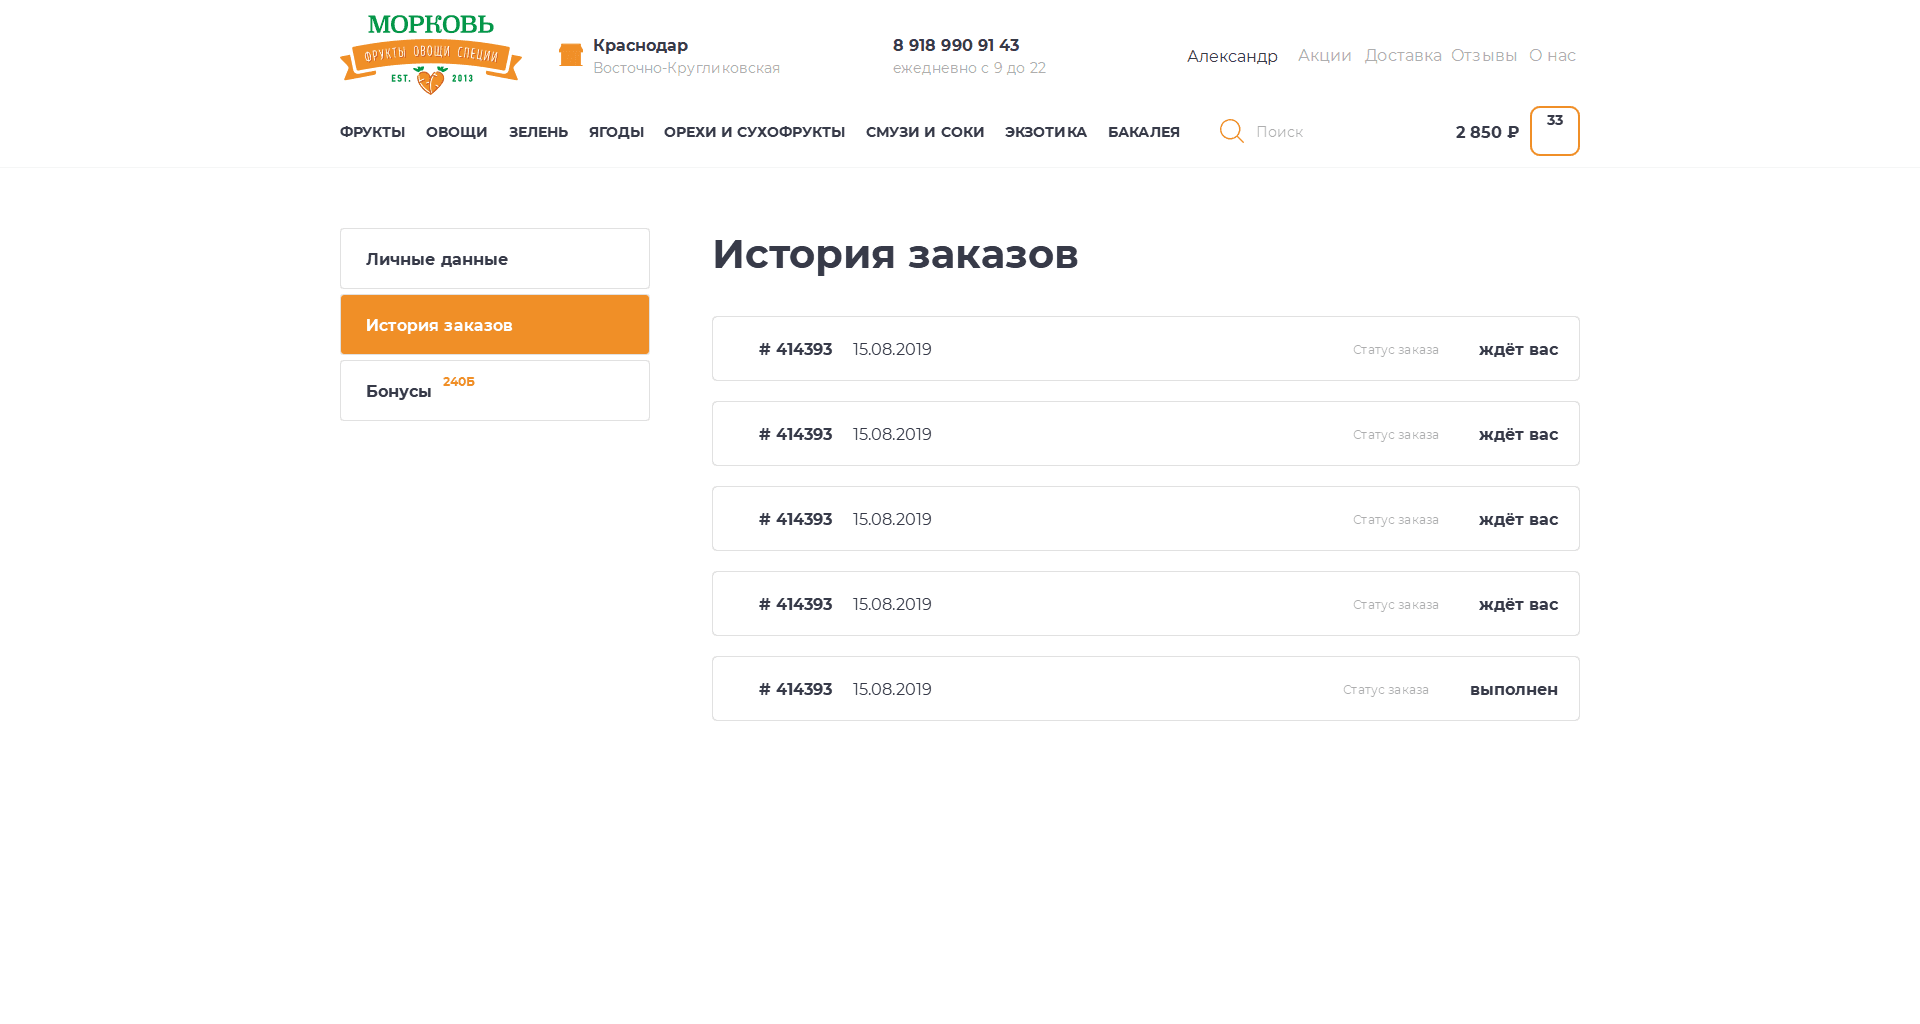 МОРКОВЬ
ФРУКТЫ ОВОЩИ СПЕЦИИ
EST. 2013
Краснодар
Восточно-Кругликовская
8 918 990 91 43
ежедневно с 9 до 22
Александр Акции Доставка Отзывы О нас
ФРУКТЫ ОВОЩИ ЗЕЛЕНЬ ЯГОДЫ ОРЕХИ И СУХОФРУКТЫ СМУЗИ И СОКИ ЭКЗОТИКА БАКАЛЕЯ Поиск 2 850 ₽ 33
Личные данные
История заказов
Бонусы 240Б
История заказов
# 414393 15.08.2019 Статус заказа ждёт вас
# 414393 15.08.2019 Статус заказа ждёт вас
# 414393 15.08.2019 Статус заказа ждёт вас
# 414393 15.08.2019 Статус заказа ждёт вас
# 414393 15.08.2019 Статус заказа выполнен